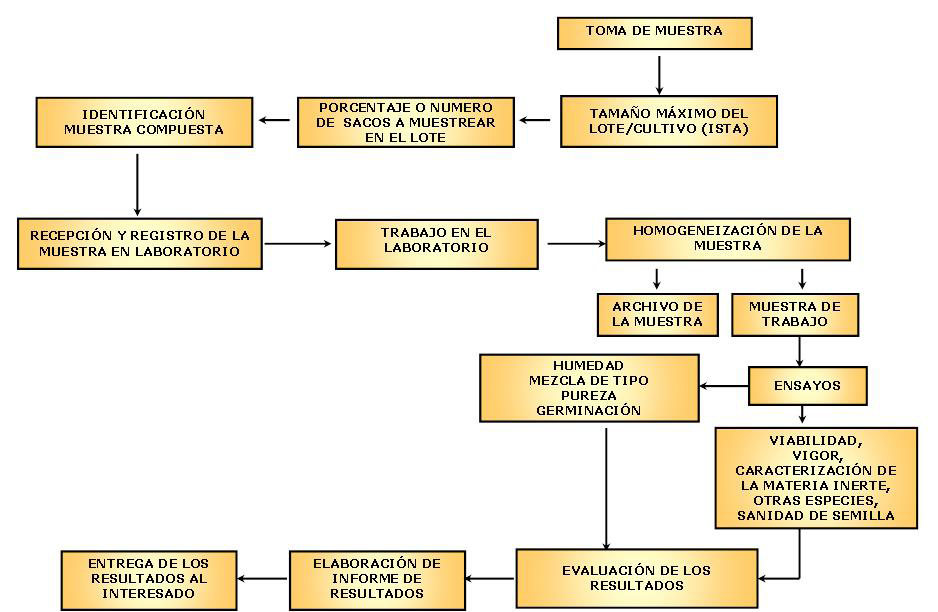 TOMA DE MUESTRA
TAMAÑO MÁXIMO DEL
LOTE/CULTIVO (ISTA)
PORCENTAJE O NUMERO
DE SACOS A MUESTREAR
EN EL LOTE
IDENTIFICACIÓN
MUESTRA COMPUESTA
RECEPCIÓN Y REGISTRO DE LA
MUESTRA EN LABORATORIO
TRABAJO EN EL
LABORATORIO
HOMOGENEIZACIÓN DE LA
MUESTRA
ARCHIVO DE
LA MUESTRA
MUESTRA DE
TRABAJO
ENSAYOS
HUMEDAD
MEZCLA DE TIPO
PUREZA
GERMINACIÓN
VIABILIDAD,
VIGOR,
CARACTERIZACIÓN DE
LA MATERIA INERTE,
OTRAS ESPECIES,
SANIDAD DE SEMILLA
EVALUACIÓN DE LOS
RESULTADOS
ELABORACIÓN DE
INFORME DE
RESULTADOS
ENTREGA DE LOS
RESULTADOS AL
INTERESADO